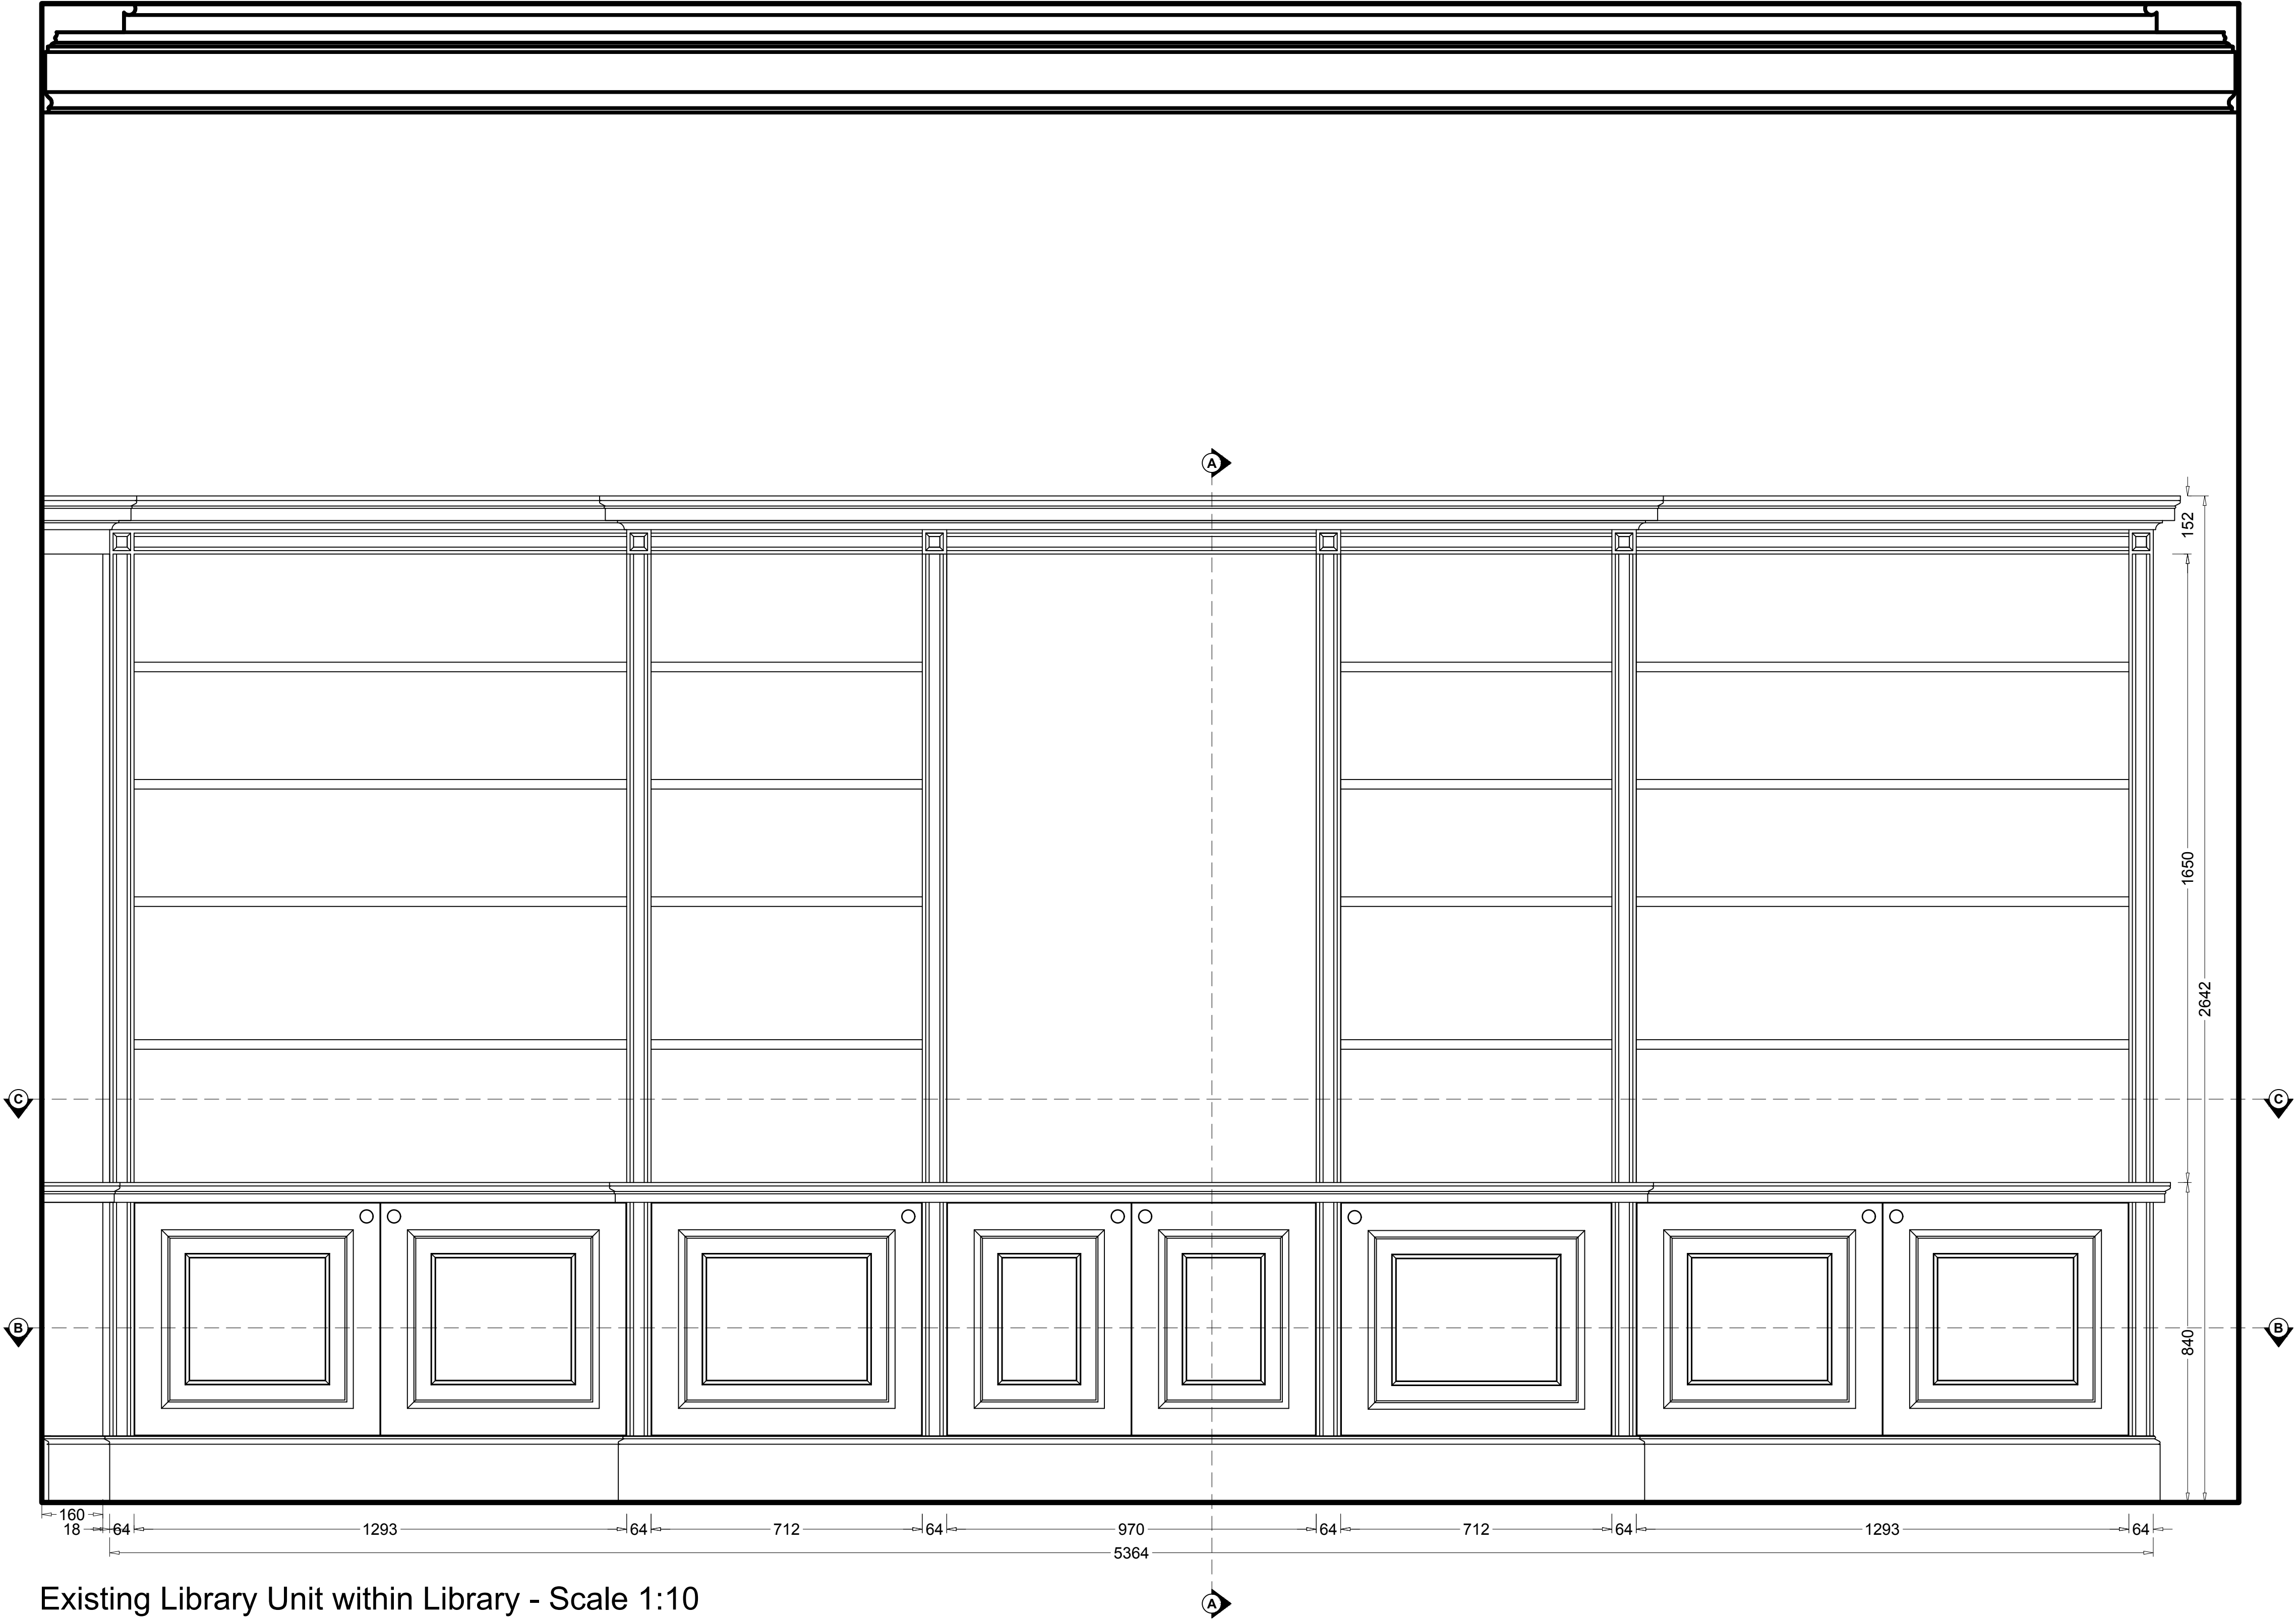 A
152
1650
2642
C C
B B
840
160
18 64 1293 64 712 64 970 64 712 64 1293 64
5364
Existing Library Unit within Library - Scale 1:10
A